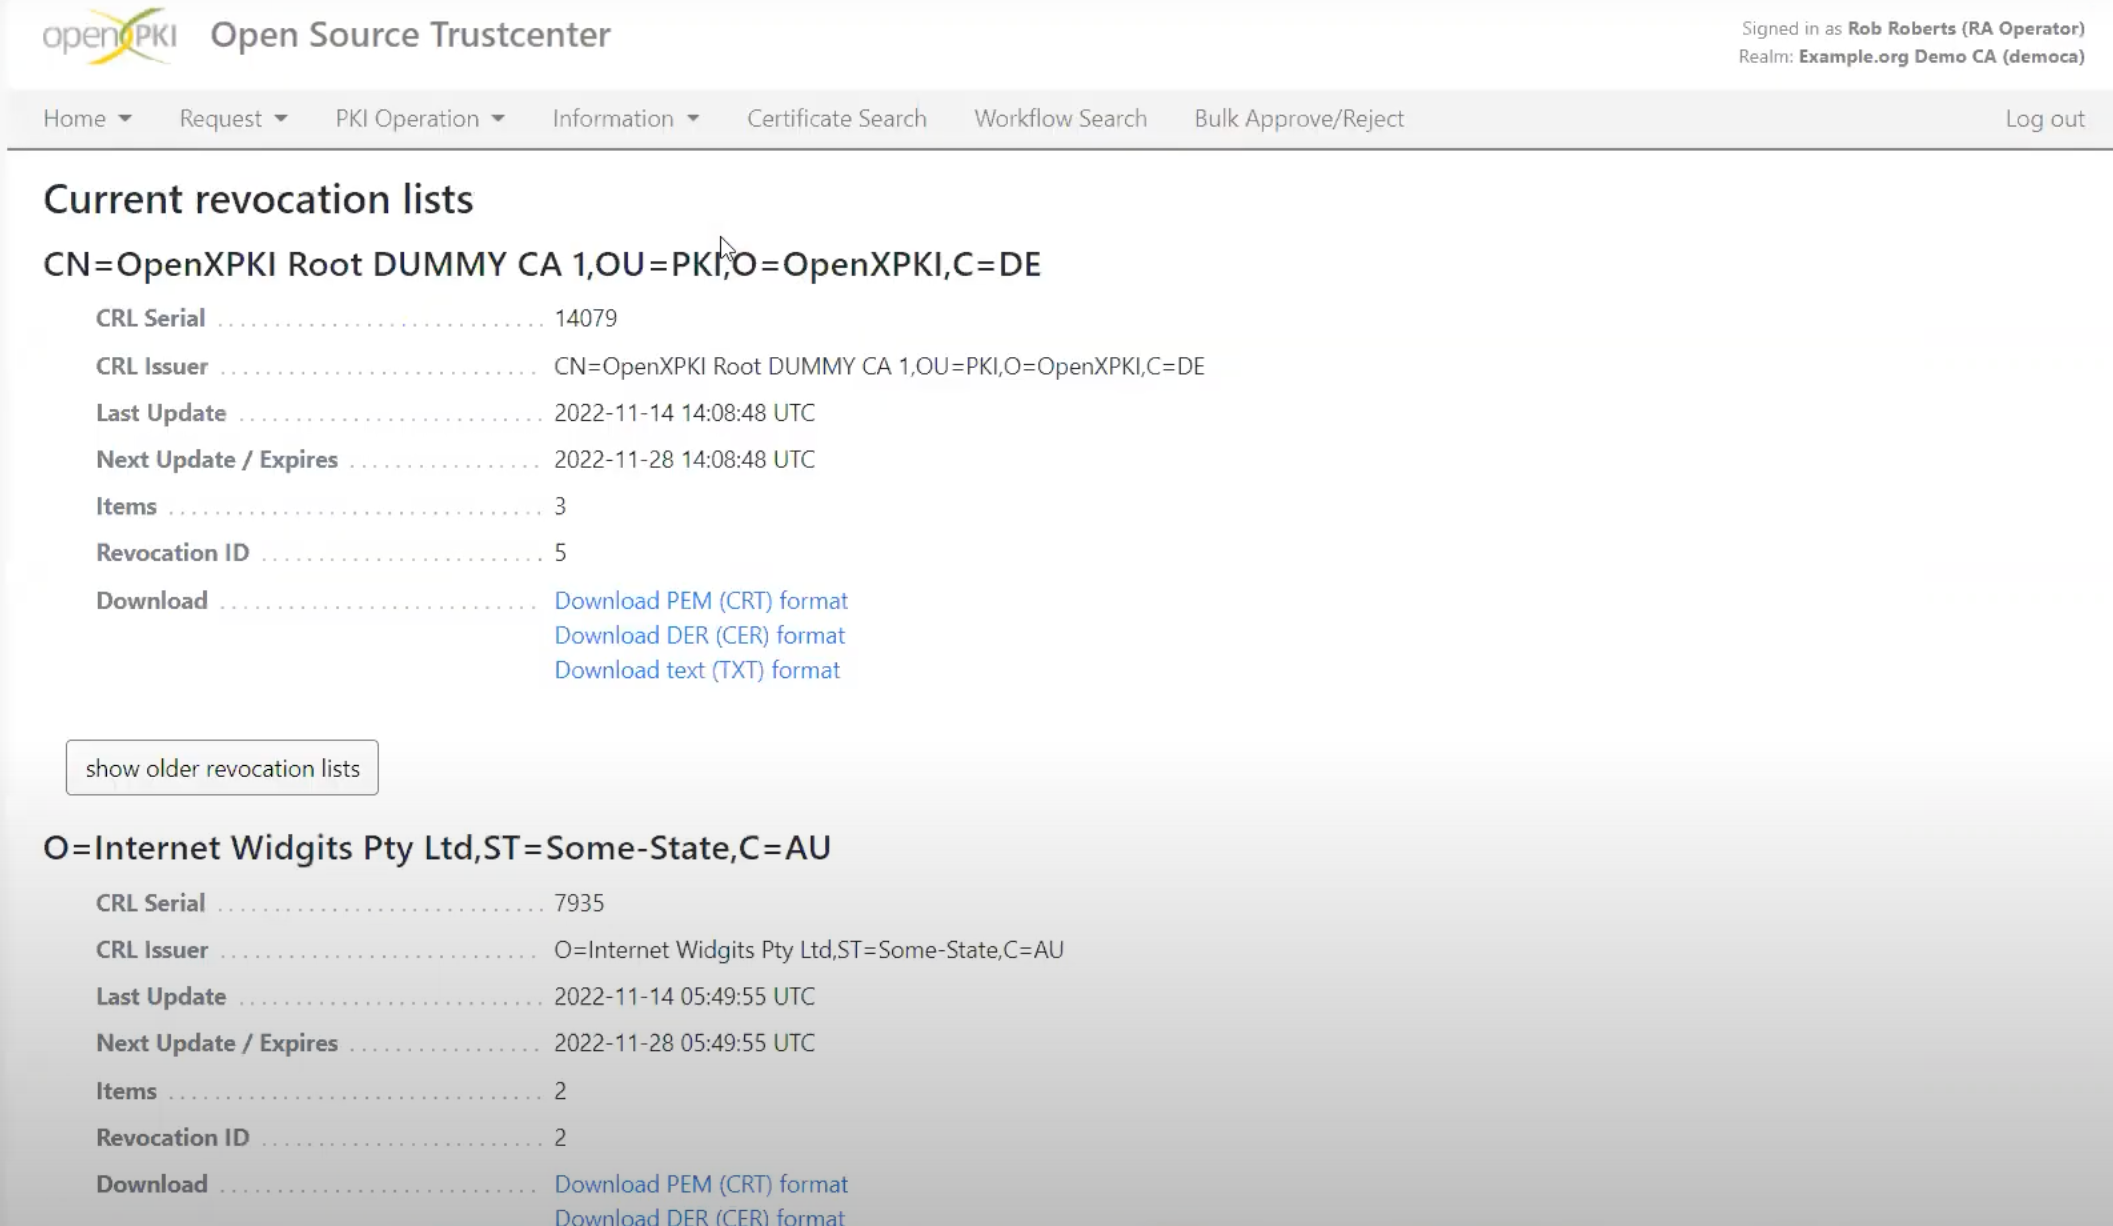 openXPKI Open Source Trustcenter
Signed in as Rob Roberts (RA Operator)
Realm: Example.org Demo CA (democa)
Home Request PKI Operation Information Certificate Search Workflow Search Bulk Approve/Reject Log out
Current revocation lists
CN=OpenXPKI Root DUMMY CA 1,OU=PKI,O=OpenXPKI,C=DE
CRL Serial 14079
CRL Issuer CN=OpenXPKI Root DUMMY CA 1,OU=PKI,O=OpenXPKI,C=DE
Last Update 2022-11-14 14:08:48 UTC
Next Update / Expires 2022-11-28 14:08:48 UTC
Items 3
Revocation ID 5
Download Download PEM (CRT) format
Download DER (CER) format
Download text (TXT) format
show older revocation lists
O=Internet Widgits Pty Ltd,ST=Some-State,C=AU
CRL Serial 7935
CRL Issuer O=Internet Widgits Pty Ltd,ST=Some-State,C=AU
Last Update 2022-11-14 05:49:55 UTC
Next Update / Expires 2022-11-28 05:49:55 UTC
Items 2
Revocation ID 2
Download Download PEM (CRT) format
Download DER (CER) format